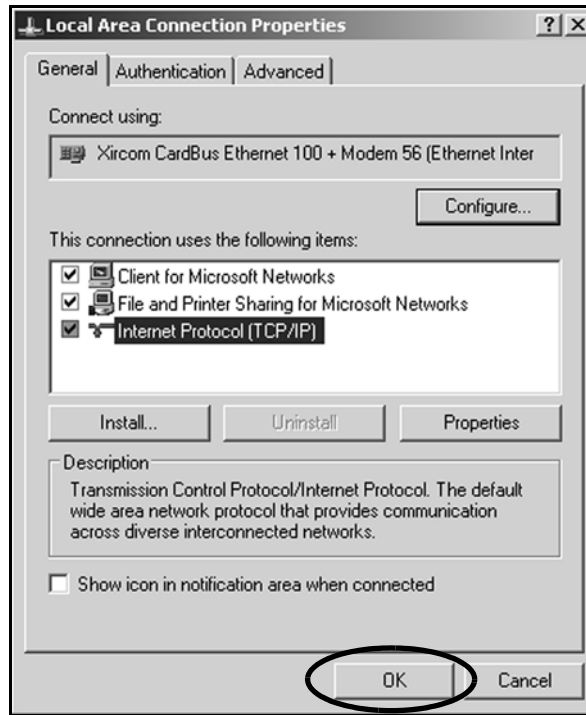 Local Area Connection Properties
?
X
General
Authentication
Advanced
Connect using:
Xircom CardBus Ethernet 100 + Modem 56 (Ethernet Inter
Configure...
This connection uses the following items:
Client for Microsoft Networks
File and Printer Sharing for Microsoft Networks
Internet Protocol (TCP/IP)
Install...
Uninstall
Properties
Description
Transmission Control Protocol/Internet Protocol. The default
wide area network protocol that provides communication
across diverse interconnected networks.
Show icon in notification area when connected
OK
Cancel